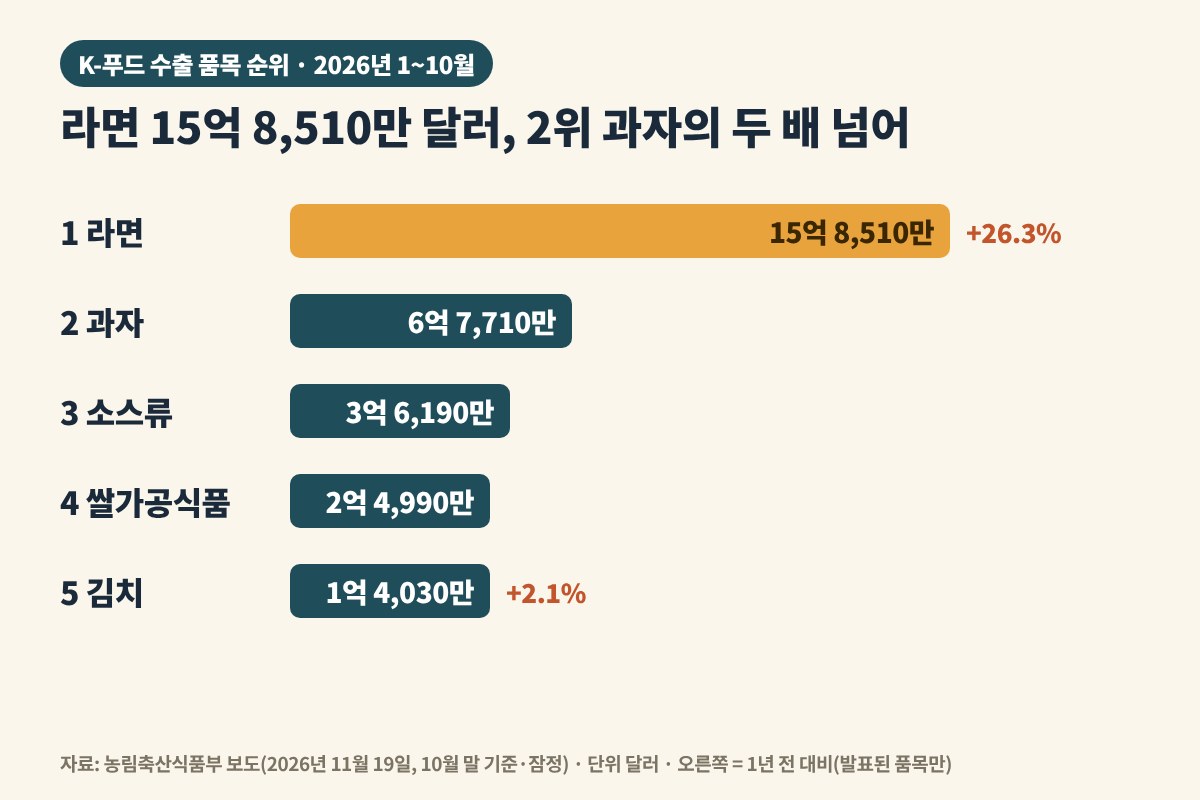 K-푸드 수출 품목 순위 · 2026년 1~10월
라면 15억 8,510만 달러, 2위 과자의 두 배 넘어
1 라면 15억 8,510만 +26.3%
2 과자 6억 7,710만
3 소스류 3억 6,190만
4 쌀가공식품 2억 4,990만
5 김치 1억 4,030만 +2.1%
자료: 농림축산식품부 보도(2026년 11월 19일, 10월 말 기준·잠정) · 단위 달러 · 오른쪽 = 1년 전 대비(발표된 품목만)